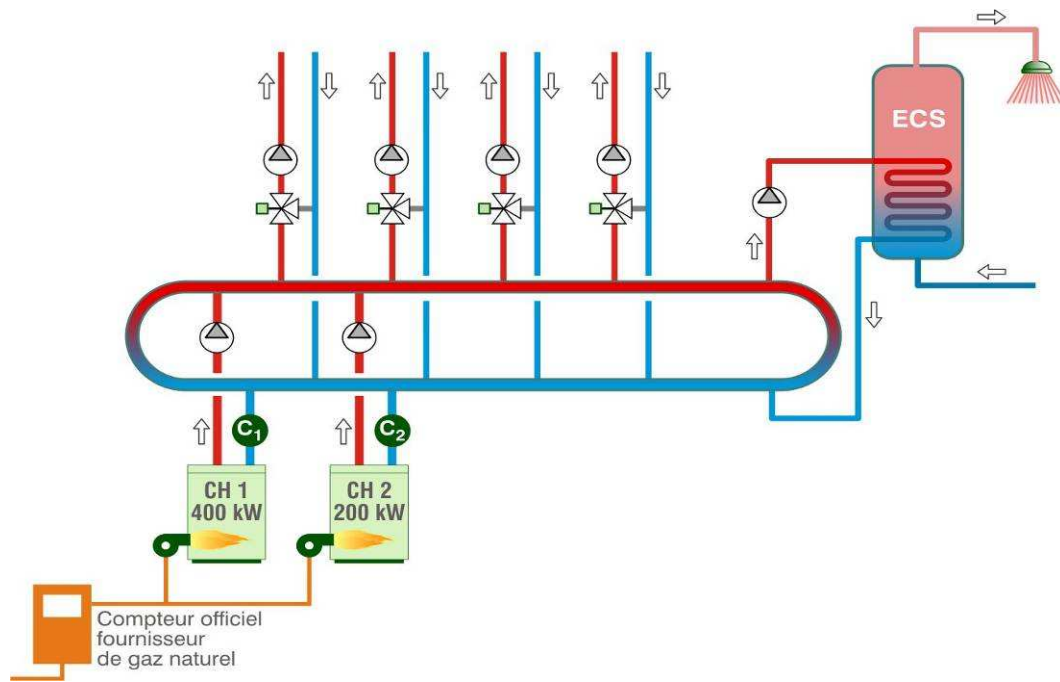 ECS
C1
C2
CH 1
400 kW
CH 2
200 kW
Compteur officiel
fournisseur
de gaz naturel